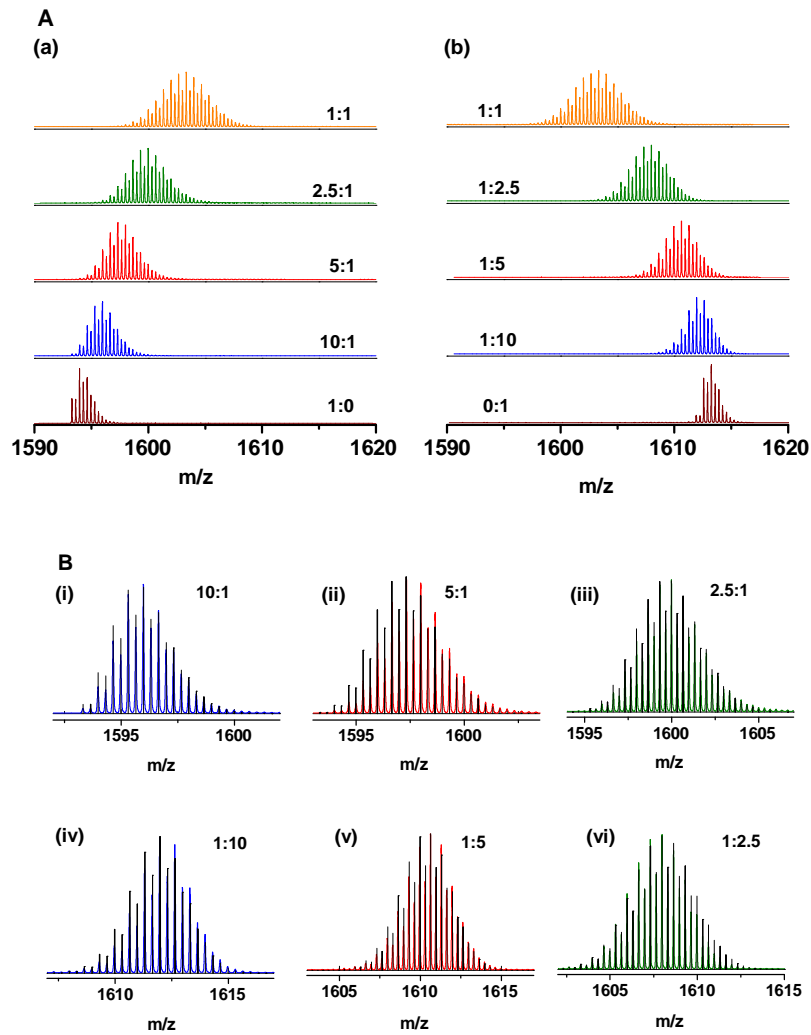 A
(a)
1:1
2.5:1
5:1
10:1
1:0
1590 1600 1610 1620
m/z
(b)
1:1
1:2.5
1:5
1:10
0:1
1590 1600 1610 1620
m/z
B
(i) 10:1
1595 1600
m/z
(ii) 5:1
1595 1600
m/z
(iii) 2.5:1
1595 1600 1605
m/z
(iv) 1:10
1610 1615
m/z
(v) 1:5
1605 1610 1615
m/z
(vi) 1:2.5
1605 1610 1615
m/z